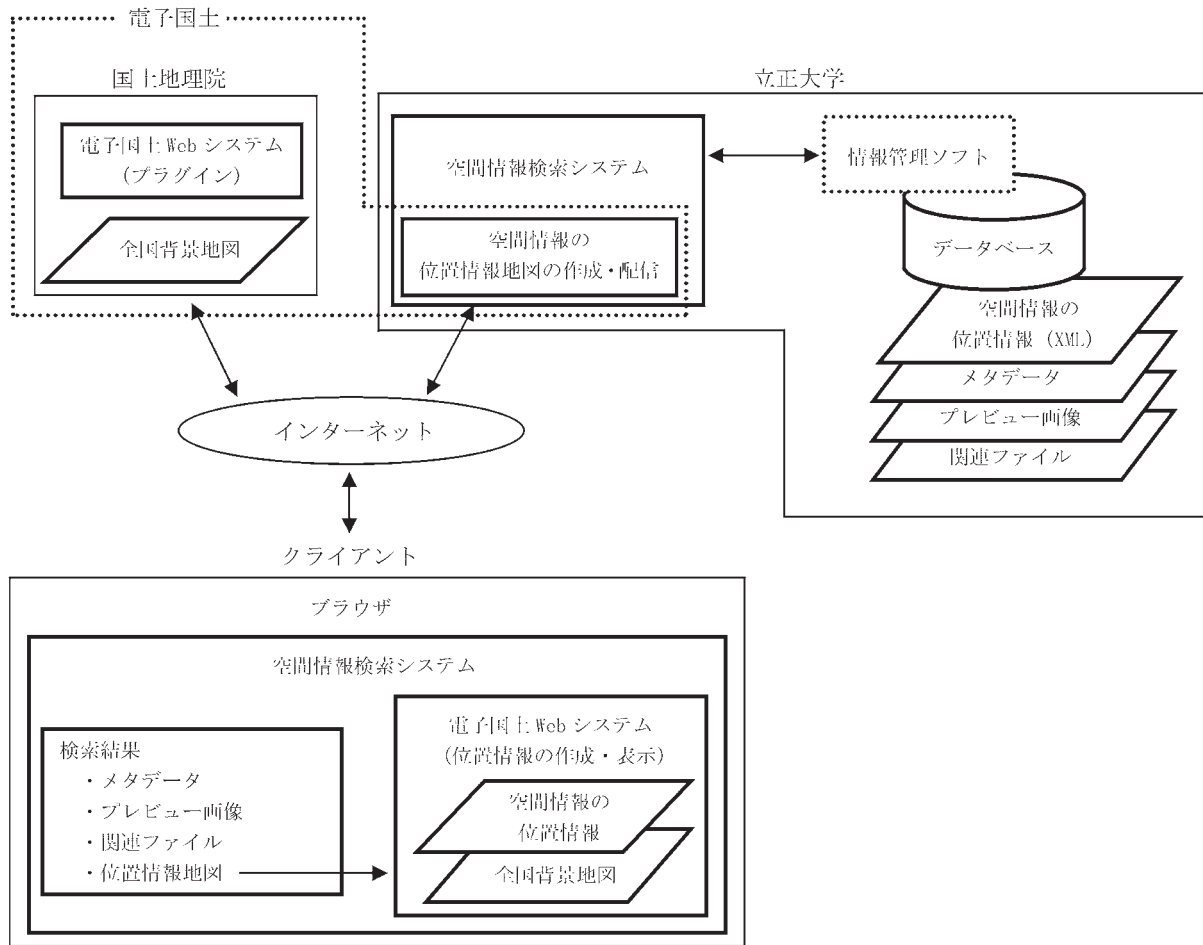 電子国土
国土地理院
電子国土 Web システム
(プラグイン)
全国背景地図
立正大学
空間情報検索システム
空間情報の
位置情報地図の作成・配信
情報管理ソフト
データベース
空間情報の
位置情報 (XML)
メタデータ
プレビュー画像
関連ファイル
インターネット
クライアント
ブラウザ
空間情報検索システム
検索結果
・メタデータ
・プレビュー画像
・関連ファイル
・位置情報地図
電子国土 Web システム
(位置情報の作成・表示)
空間情報の
位置情報
全国背景地図